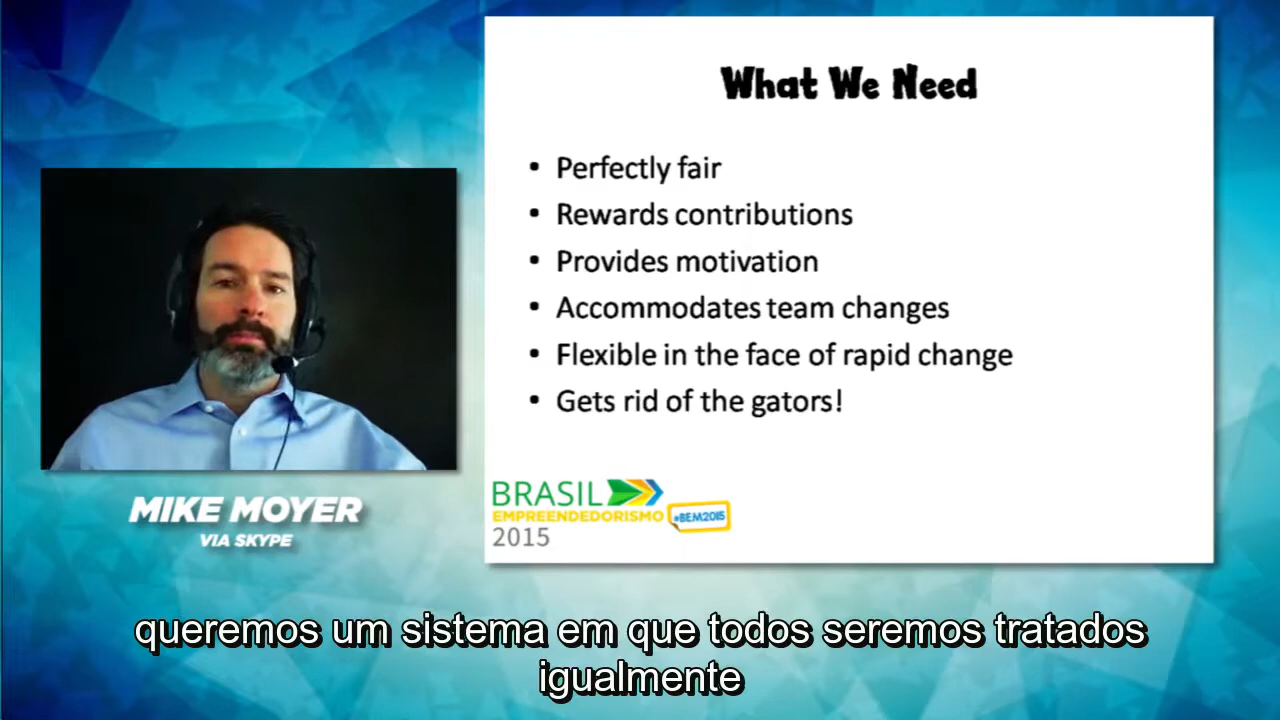 What We Need
• Perfectly fair
• Rewards contributions
• Provides motivation
• Accommodates team changes
• Flexible in the face of rapid change
• Gets rid of the gators!
BRASIL
EMPREENDEDORISMO
#BEM2015
2015
MIKE MOYER
VIA SKYPE
queremos um sistema em que todos seremos tratados
igualmente